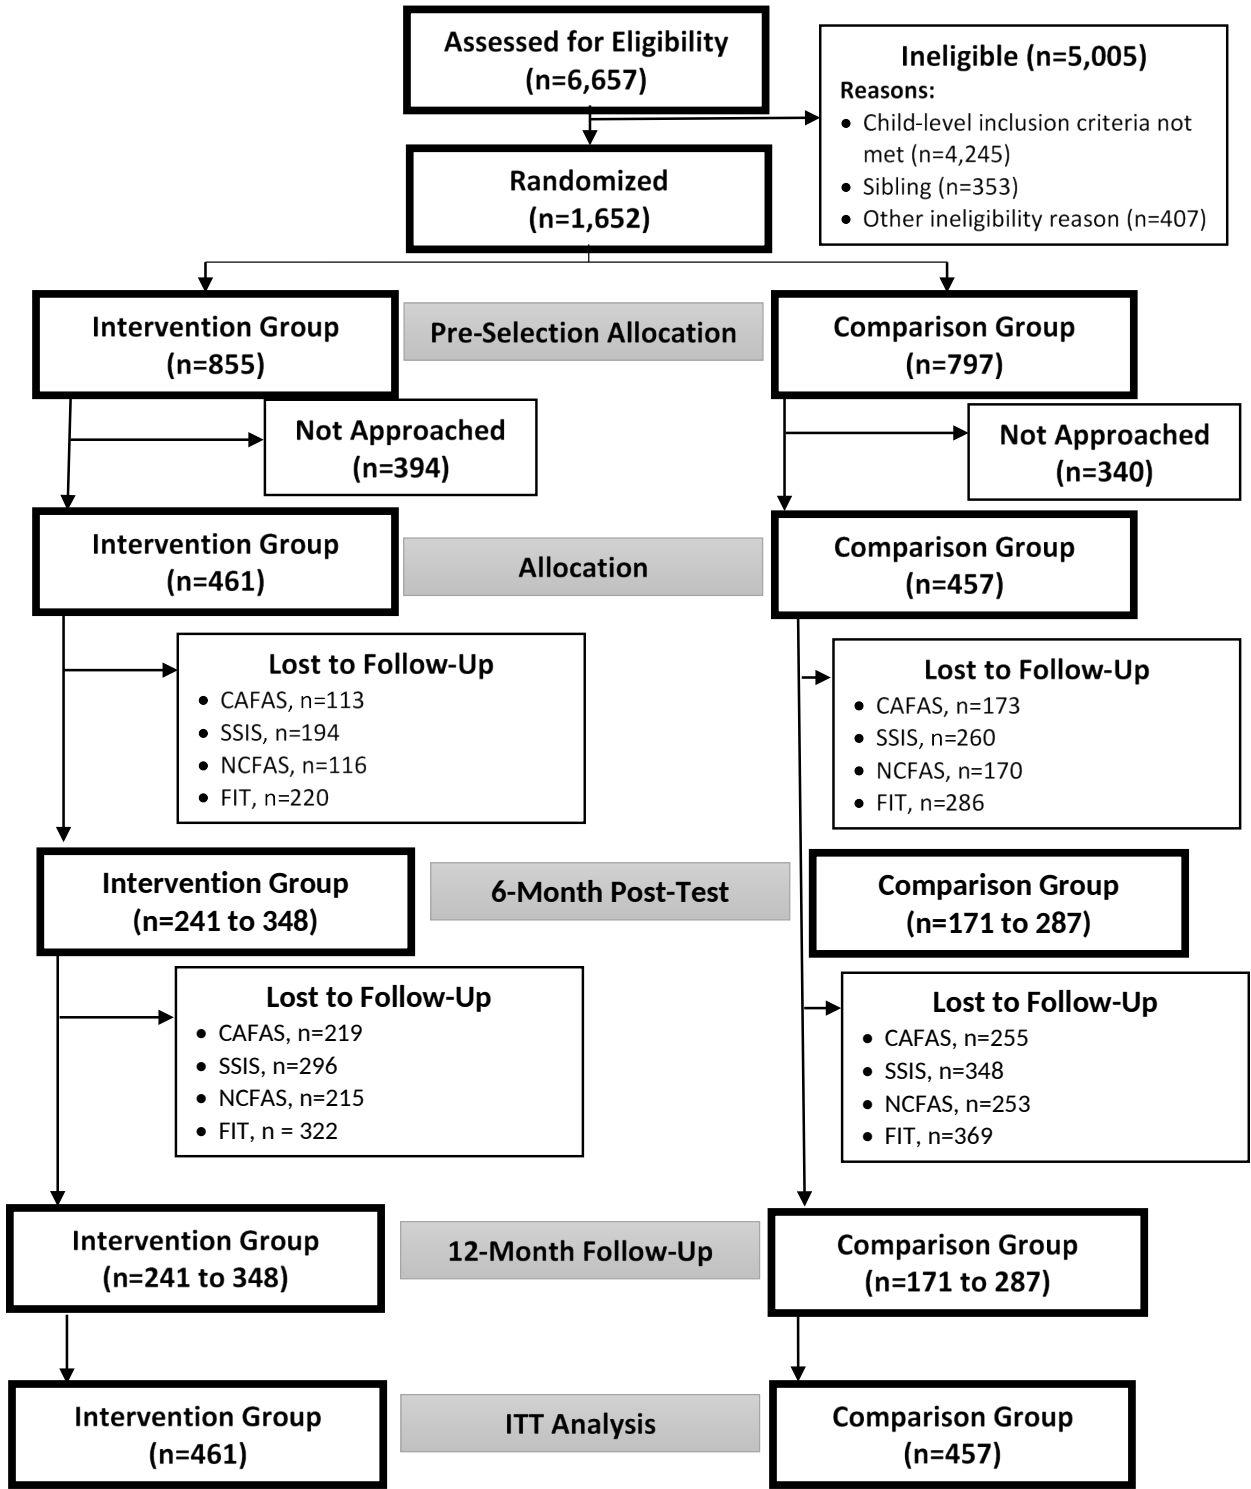 Assessed for Eligibility
(n=6,657)
Ineligible (n=5,005)
Reasons:
• Child-level inclusion criteria not
met (n=4,245)
• Sibling (n=353)
• Other ineligibility reason (n=407)
Randomized
(n=1,652)
Intervention Group
(n=855)
Pre-Selection Allocation
Comparison Group
(n=797)
Not Approached
(n=394)
Not Approached
(n=340)
Intervention Group
(n=461)
Allocation
Comparison Group
(n=457)
Lost to Follow-Up
• CAFAS, n=113
• SSIS, n=194
• NCFAS, n=116
• FIT, n=220
Lost to Follow-Up
• CAFAS, n=173
• SSIS, n=260
• NCFAS, n=170
• FIT, n=286
Intervention Group
(n=241 to 348)
6-Month Post-Test
Comparison Group
(n=171 to 287)
Lost to Follow-Up
• CAFAS, n=219
• SSIS, n=296
• NCFAS, n=215
• FIT, n = 322
Lost to Follow-Up
• CAFAS, n=255
• SSIS, n=348
• NCFAS, n=253
• FIT, n=369
Intervention Group
(n=241 to 348)
12-Month Follow-Up
Comparison Group
(n=171 to 287)
Intervention Group
(n=461)
ITT Analysis
Comparison Group
(n=457)